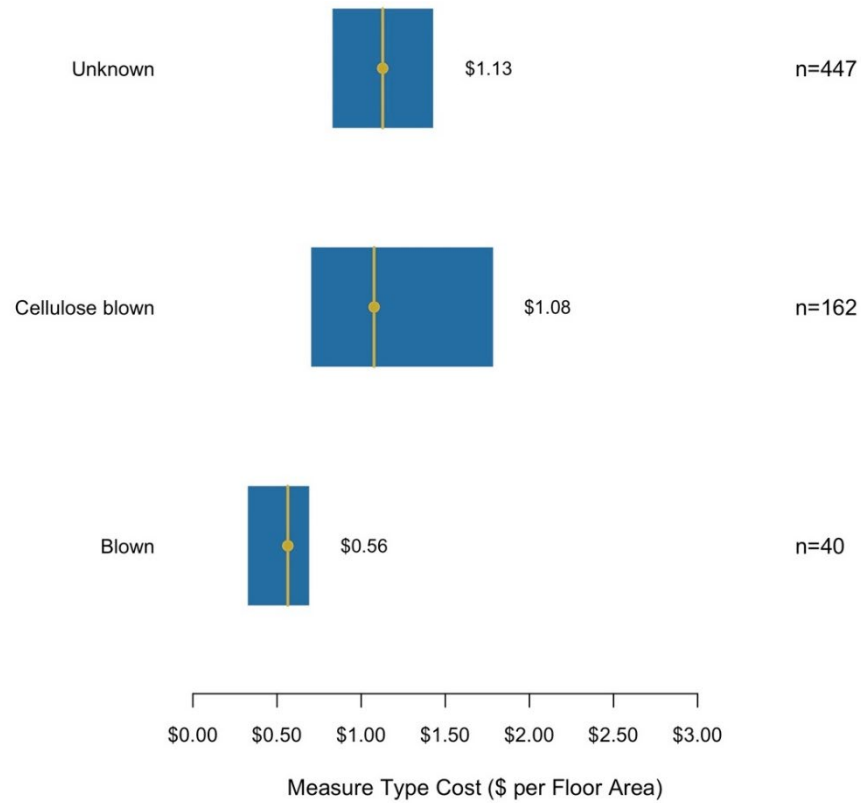 Unknown $1.13 n=447
Cellulose blown $1.08 n=162
Blown $0.56 n=40
$0.00 $0.50 $1.00 $1.50 $2.00 $2.50 $3.00
Measure Type Cost ($ per Floor Area)